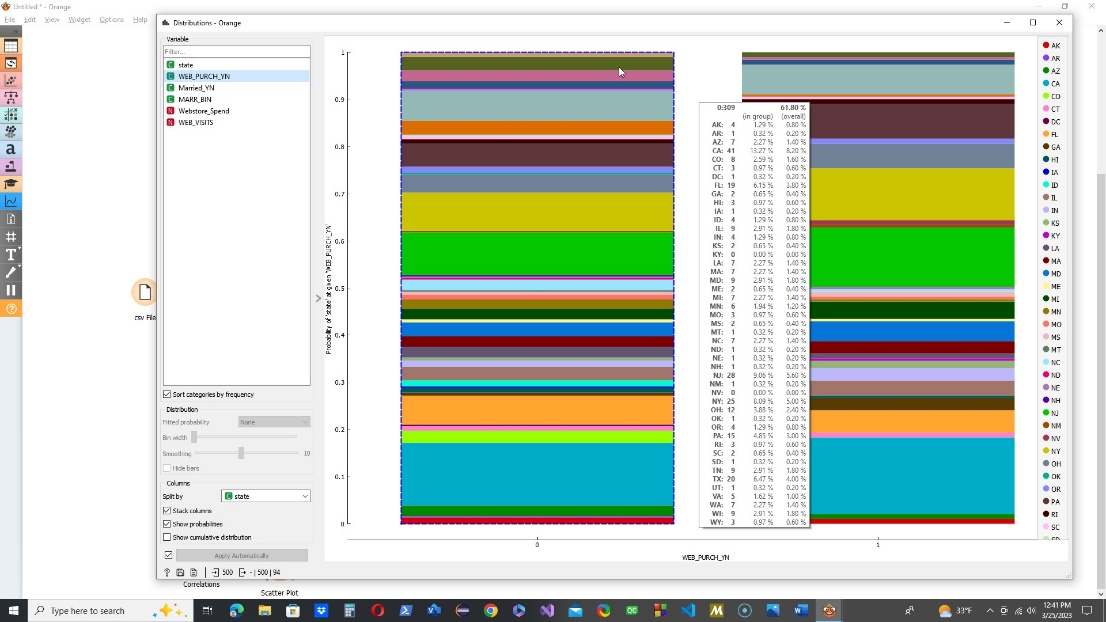 Untitled * - Orange
File Edit View Widget Options Help
Distributions - Orange
Variable
Filter...
state
WEB_PURCH_YN
Married_YN
MARR_BIN
Webstore_Spend
WEB_VISITS
Sort categories by frequency
Distribution
Fitted probability None
Bin width
Smoothing 10
Hide bars
Columns
Split by state
Stack columns
Show probabilities
Show cumulative distribution
Apply Automatically
500 - | 500 | 94
csv File
Correlations
Scatter Plot
Probability of 'state' at given 'WEB_PURCH_YN'
1
0.9
0.8
0.7
0.6
0.5
0.4
0.3
0.2
0.1
0
0 1
WEB_PURCH_YN
0:309 61.80 %
(in group) (overall)
AK: 4 1.29 % 0.80 %
AR: 1 0.32 % 0.20 %
AZ: 7 2.27 % 1.40 %
CA: 41 13.27 % 8.20 %
CO: 8 2.59 % 1.60 %
CT: 3 0.97 % 0.60 %
DC: 1 0.32 % 0.20 %
FL: 19 6.15 % 3.80 %
GA: 2 0.65 % 0.40 %
HI: 3 0.97 % 0.60 %
IA: 1 0.32 % 0.20 %
ID: 4 1.29 % 0.80 %
IL: 9 2.91 % 1.80 %
IN: 4 1.29 % 0.00 %
KS: 2 0.65 % 0.40 %
KY: 0 0.00 % 0.00 %
LA: 7 2.27 % 1.40 %
MA: 7 2.27 % 1.40 %
MD: 9 2.91 % 1.80 %
ME: 2 0.65 % 0.40 %
MI: 7 2.27 % 1.40 %
MN: 6 1.94 % 1.20 %
MO: 3 0.97 % 0.60 %
MS: 2 0.65 % 0.40 %
MT: 1 0.32 % 0.20 %
NC: 7 2.27 % 1.40 %
ND: 1 0.32 % 0.20 %
NE: 1 0.32 % 0.20 %
NH: 1 0.32 % 0.20 %
NJ: 28 9.06 % 5.60 %
NM: 1 0.32 % 0.20 %
NV: 0 0.00 % 0.00 %
NY: 25 8.09 % 5.00 %
OH: 12 3.88 % 2.40 %
OK: 1 0.32 % 0.20 %
OR: 4 1.29 % 0.80 %
PA: 15 4.85 % 3.00 %
RI: 3 0.97 % 0.60 %
SC: 2 0.65 % 0.40 %
SD: 1 0.32 % 0.20 %
TN: 9 2.91 % 1.80 %
TX: 20 6.47 % 4.00 %
UT: 1 0.32 % 0.20 %
VA: 5 1.62 % 1.00 %
WA: 7 2.27 % 1.40 %
WI: 9 2.91 % 1.80 %
WY: 3 0.97 % 0.60 %
AK
AR
AZ
CA
CO
CT
DC
FL
GA
HI
IA
ID
IL
IN
KS
KY
LA
MA
MD
ME
MI
MN
MO
MS
MT
NC
ND
NE
NH
NJ
NM
NV
NY
OH
OK
OR
PA
RI
SC
Type here to search
33°F
12:41 PM
3/25/2023